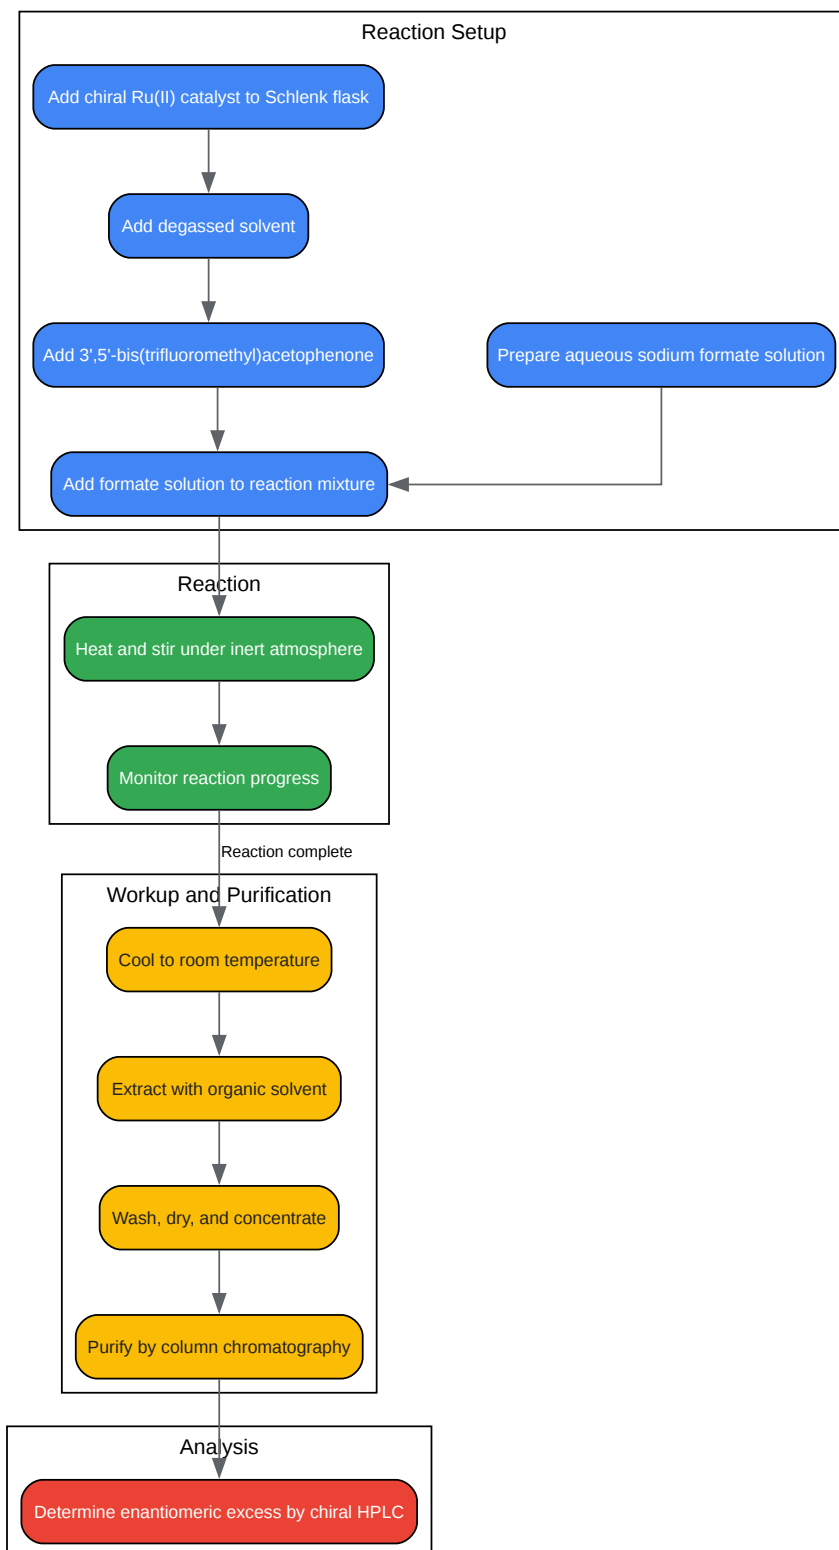 Reaction Setup
Add chiral Ru(II) catalyst to Schlenk flask
Add degassed solvent
Add 3',5'-bis(trifluoromethyl)acetophenone
Prepare aqueous sodium formate solution
Add formate solution to reaction mixture
Reaction
Heat and stir under inert atmosphere
Monitor reaction progress
Reaction complete
Workup and Purification
Cool to room temperature
Extract with organic solvent
Wash, dry, and concentrate
Purify by column chromatography
Analysis
Determine enantiomeric excess by chiral HPLC